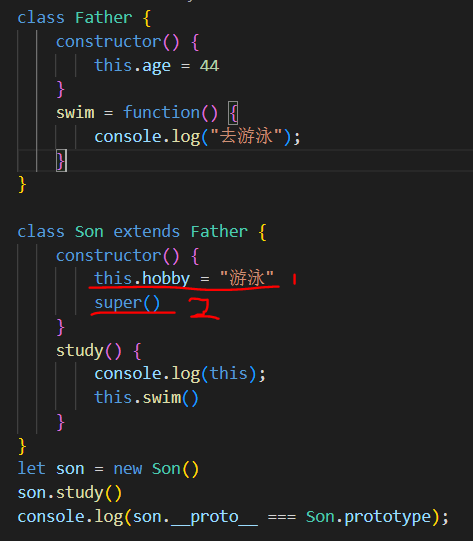 class Father {
    constructor() {
        this.age = 44
    }
    swim = function() {
        console.log("去游泳");
    }
}
class Son extends Father {
    constructor() {
        this.hobby = "游泳" 1
        super() 2
    }
    study() {
        console.log(this);
        this.swim()
    }
}
let son = new Son()
son.study()
console.log(son.__proto__ === Son.prototype);